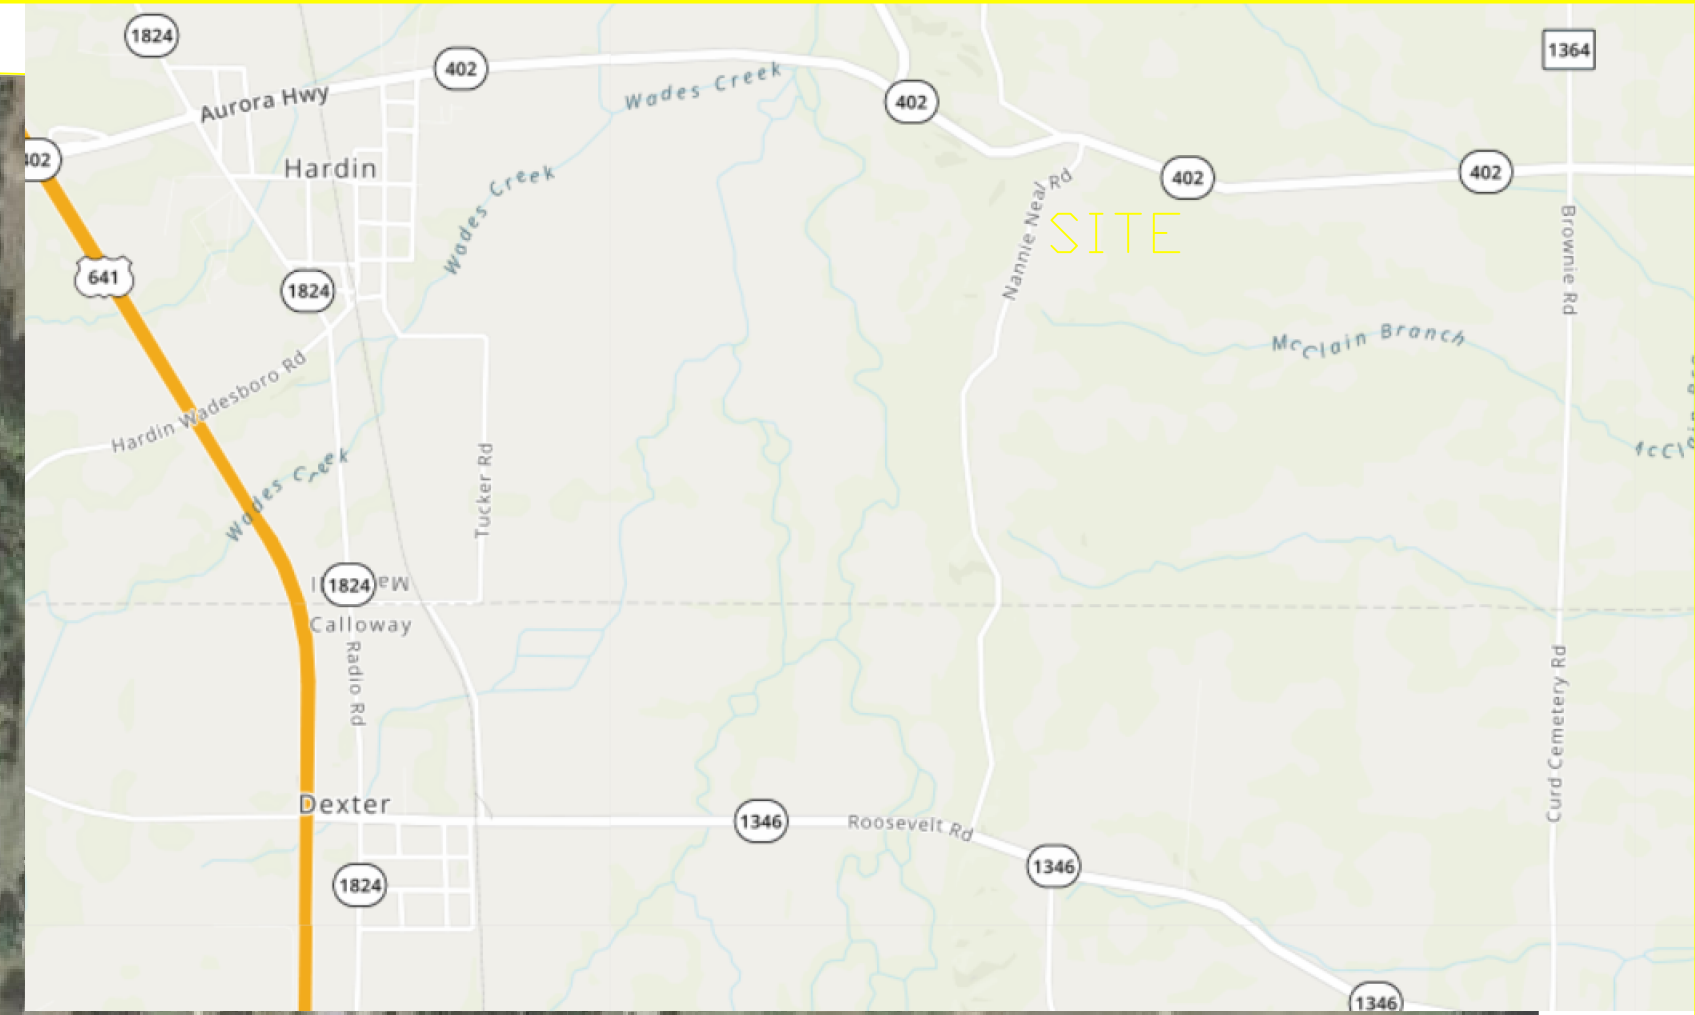 1824
1364
402
402
Aurora Hwy
Wades Creek
402
402
Hardin
402
402
Wades Creek
Nannie Neal Rd
SITE
Brownie Rd
641
1824
McClain Branch
Hardin Wadesboro Rd
Wades Creek
Tucker Rd
1824
Calloway
Radio Rd
Curd Cemetery Rd
Dexter
1346
Roosevelt Rd
1346
1824
1346